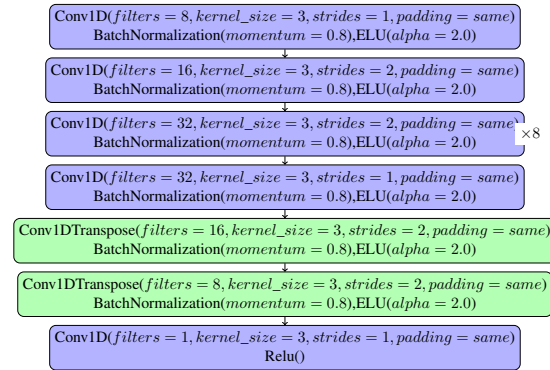 Conv1D(filters = 8, kernel_size = 3, strides = 1, padding = same)
BatchNormalization(momentum = 0.8),ELU(alpha = 2.0)
Conv1D(filters = 16, kernel_size = 3, strides = 2, padding = same)
BatchNormalization(momentum = 0.8),ELU(alpha = 2.0)
Conv1D(filters = 32, kernel_size = 3, strides = 2, padding = same)
BatchNormalization(momentum = 0.8),ELU(alpha = 2.0)
×8
Conv1D(filters = 32, kernel_size = 3, strides = 1, padding = same)
BatchNormalization(momentum = 0.8),ELU(alpha = 2.0)
Conv1DTranspose(filters = 16, kernel_size = 3, strides = 2, padding = same)
BatchNormalization(momentum = 0.8),ELU(alpha = 2.0)
Conv1DTranspose(filters = 8, kernel_size = 3, strides = 2, padding = same)
BatchNormalization(momentum = 0.8),ELU(alpha = 2.0)
Conv1D(filters = 1, kernel_size = 3, strides = 1, padding = same)
Relu()